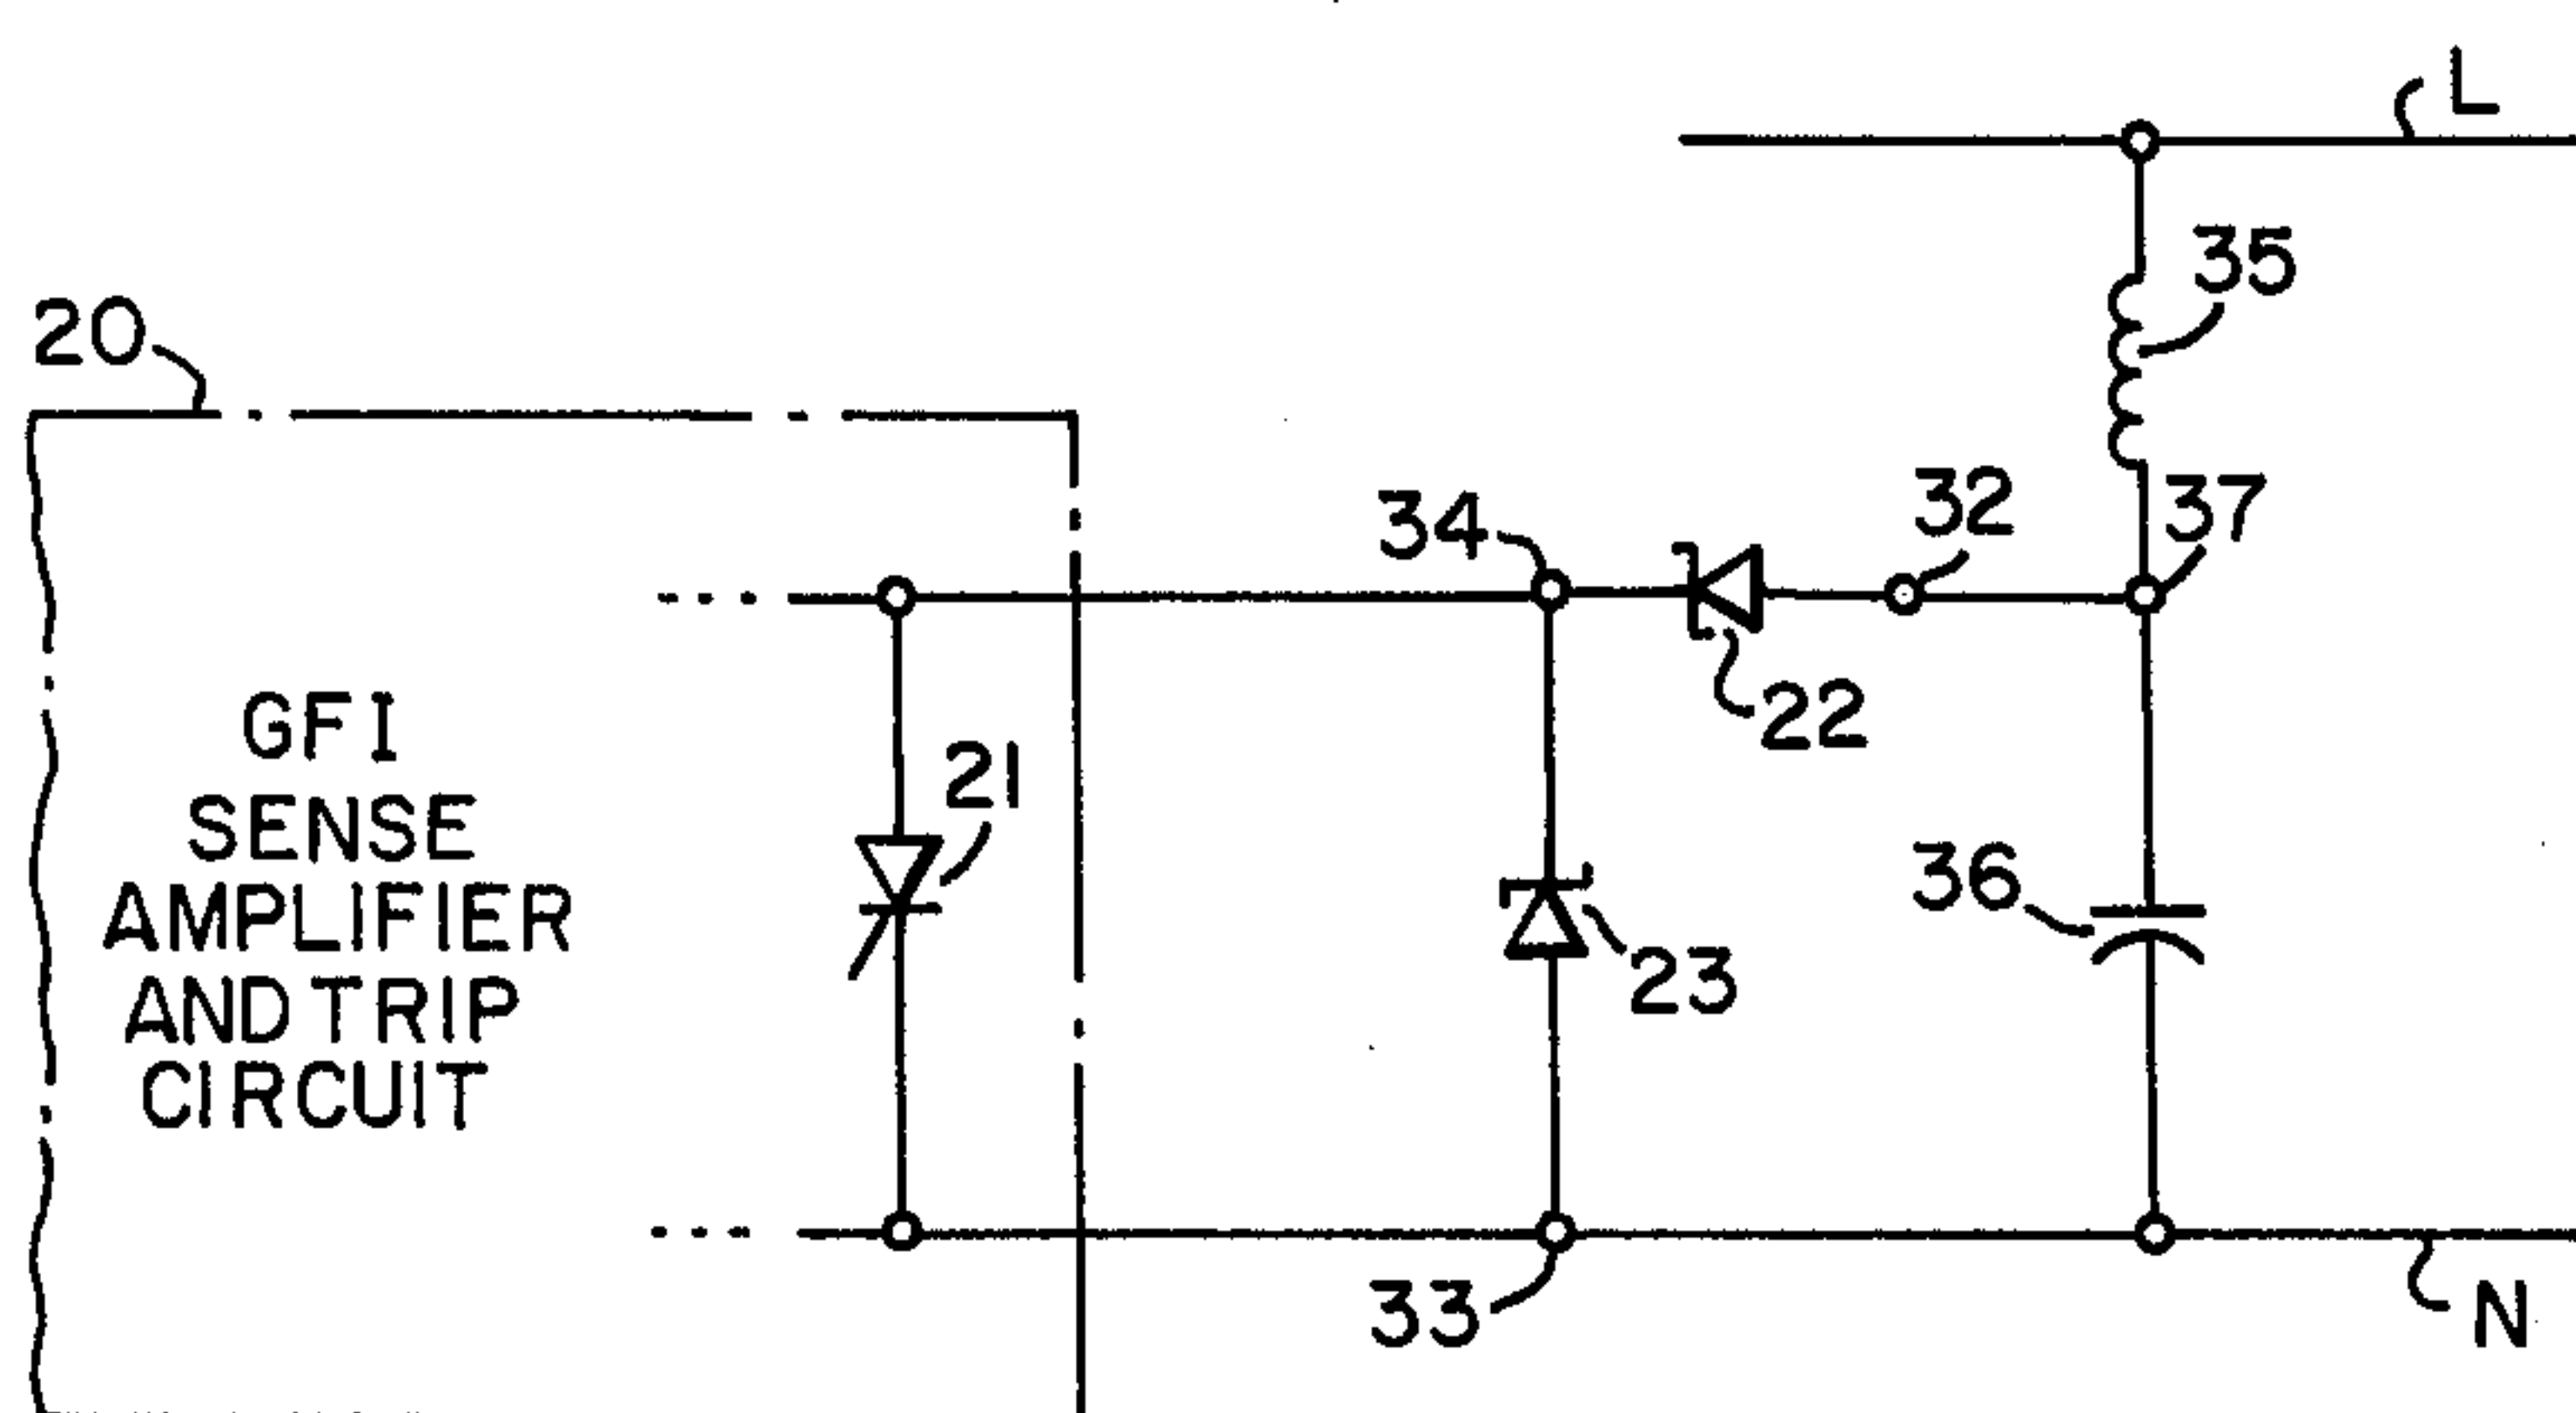 L
35
20
34
32
37
22
GFI
SENSE
AMPLIFIER
AND TRIP
CIRCUIT
21
36
23
33
N